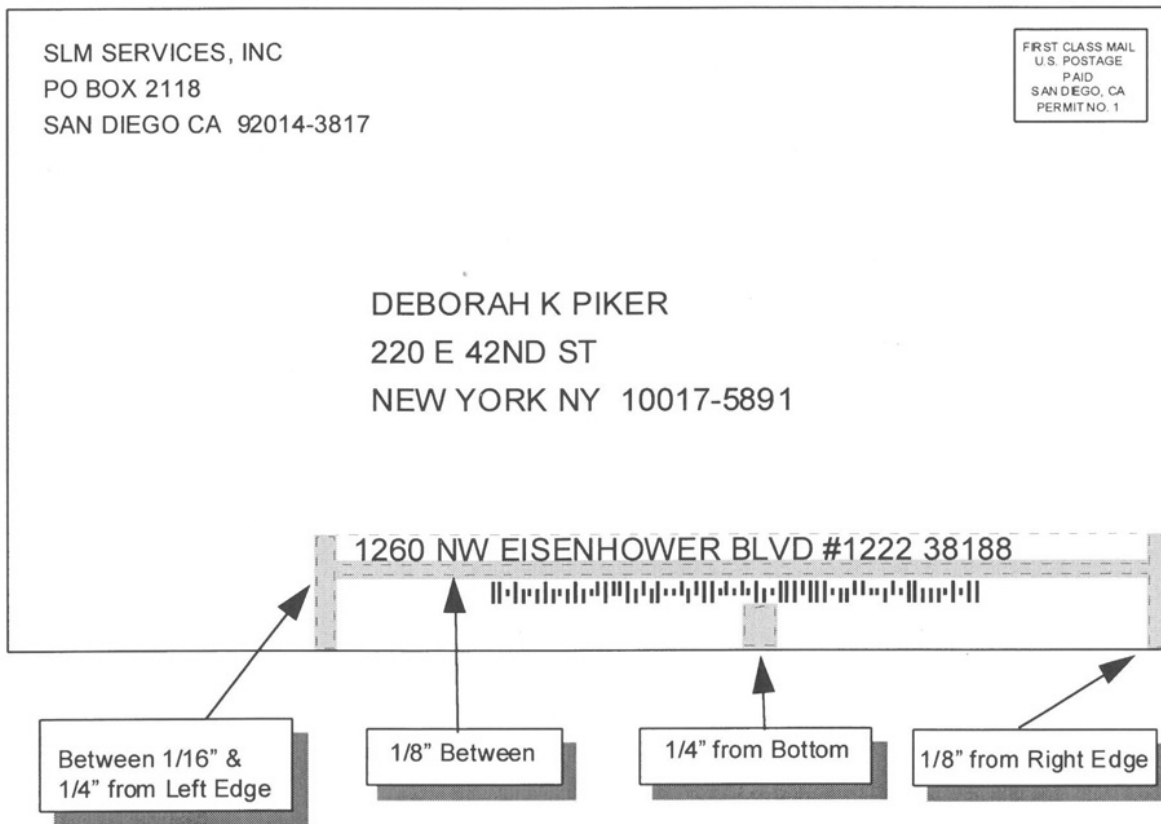 SLM SERVICES, INC
PO BOX 2118
SAN DIEGO CA 92014-3817
FIRST CLASS MAIL
U.S. POSTAGE
PAID
SAN DIEGO, CA
PERMIT NO. 1
DEBORAH K PIKER
220 E 42ND ST
NEW YORK NY 10017-5891
1260 NW EISENHOWER BLVD #1222 38188
Between 1/16" &
1/4" from Left Edge
1/8" Between
1/4" from Bottom
1/8" from Right Edge